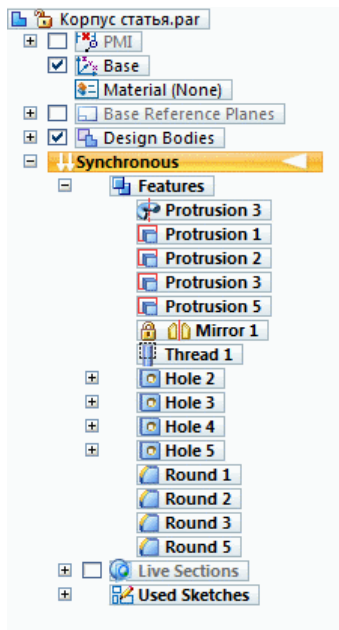 Корпус статья.par
PMI
Base
Material (None)
Base Reference Planes
Design Bodies
Synchronous
Features
Protrusion 3
Protrusion 1
Protrusion 2
Protrusion 3
Protrusion 5
Mirror 1
Thread 1
Hole 2
Hole 3
Hole 4
Hole 5
Round 1
Round 2
Round 3
Round 5
Live Sections
Used Sketches